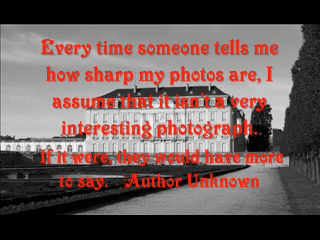 Every time someone tells me
how sharp my photos are, I
assume that it isn't a very
interesting photograph.
If it were, they would have more
to say. Author Unknown